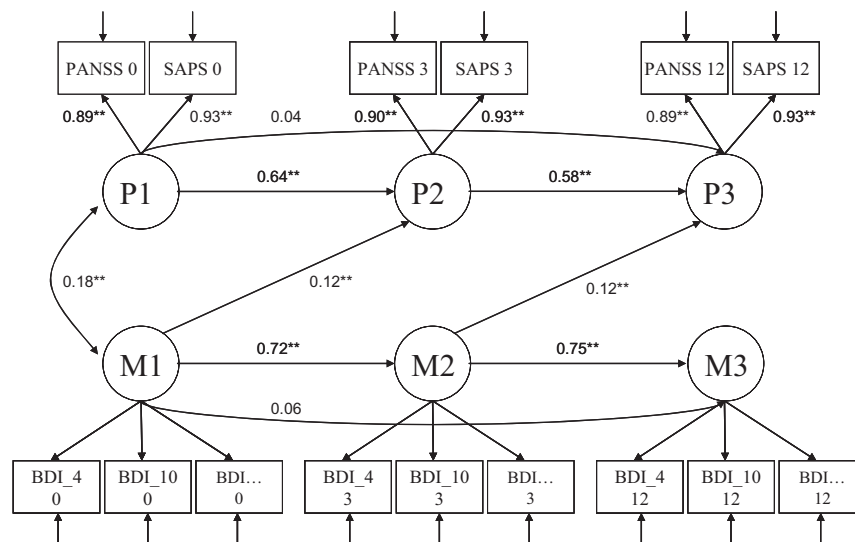 PANSS 0 SAPS 0 PANSS 3 SAPS 3 PANSS 12 SAPS 12
0.89** 0.93** 0.04 0.90** 0.93** 0.89** 0.93**
P1 0.64** P2 0.58** P3
0.18** 0.12** 0.12**
M1 0.72** M2 0.75** M3
0.06
BDI_4 BDI_10 BDI… BDI_4 BDI_10 BDI… BDI_4 BDI_10 BDI…
0 0 0 3 3 3 12 12 12